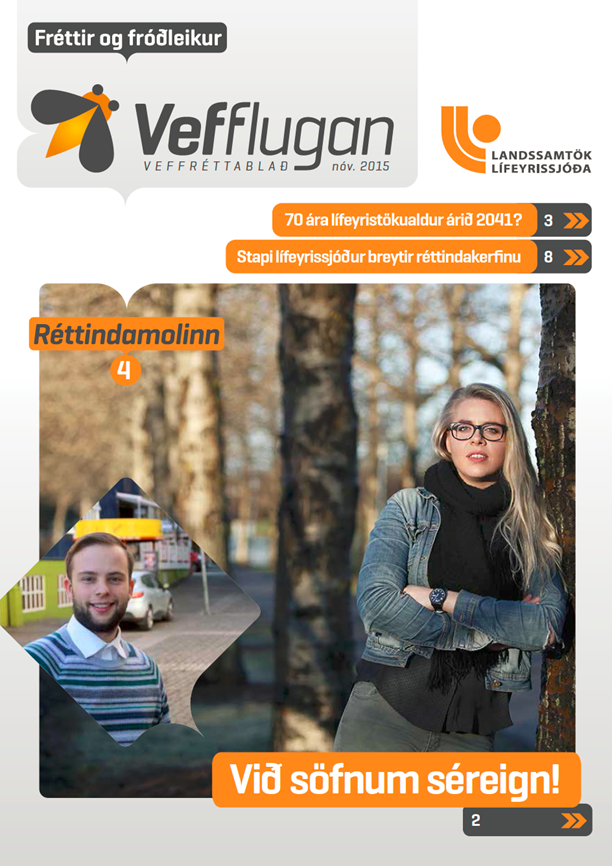 Fréttir og fróðleikur
Vefflugan
VEFFRÉTTABLAÐ nóv. 2015
LANDSSAMTÖK
LÍFEYRISSJÓÐA
70 ára lífeyristökualdur árið 2041? 3
Stapi lífeyrissjóður breytir réttindakerfinu 8
Réttindamolinn
4
Við söfnum séreign!
2